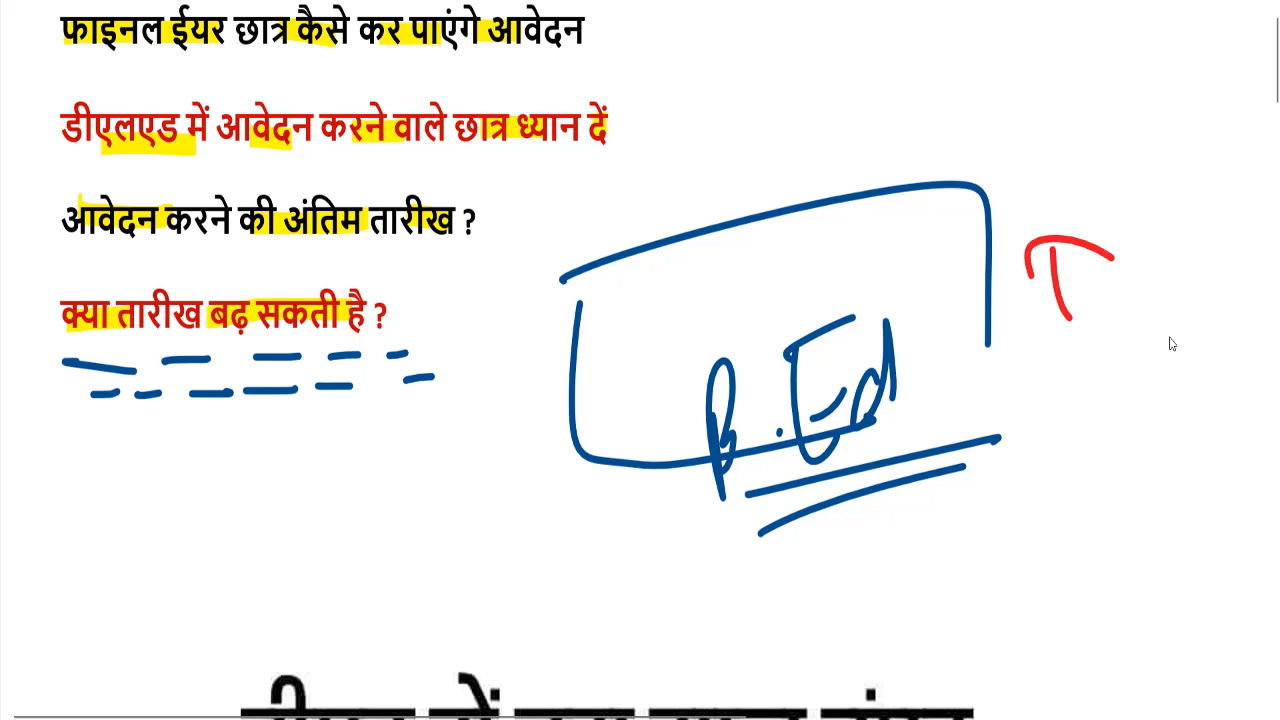 फाइनल ईयर छात्र कैसे कर पाएंगे आवेदन
डीएलएड में आवेदन करने वाले छात्र ध्यान दें
आवेदन करने की अंतिम तारीख ?
क्या तारीख बढ़ सकती है ?
T
B.Ed